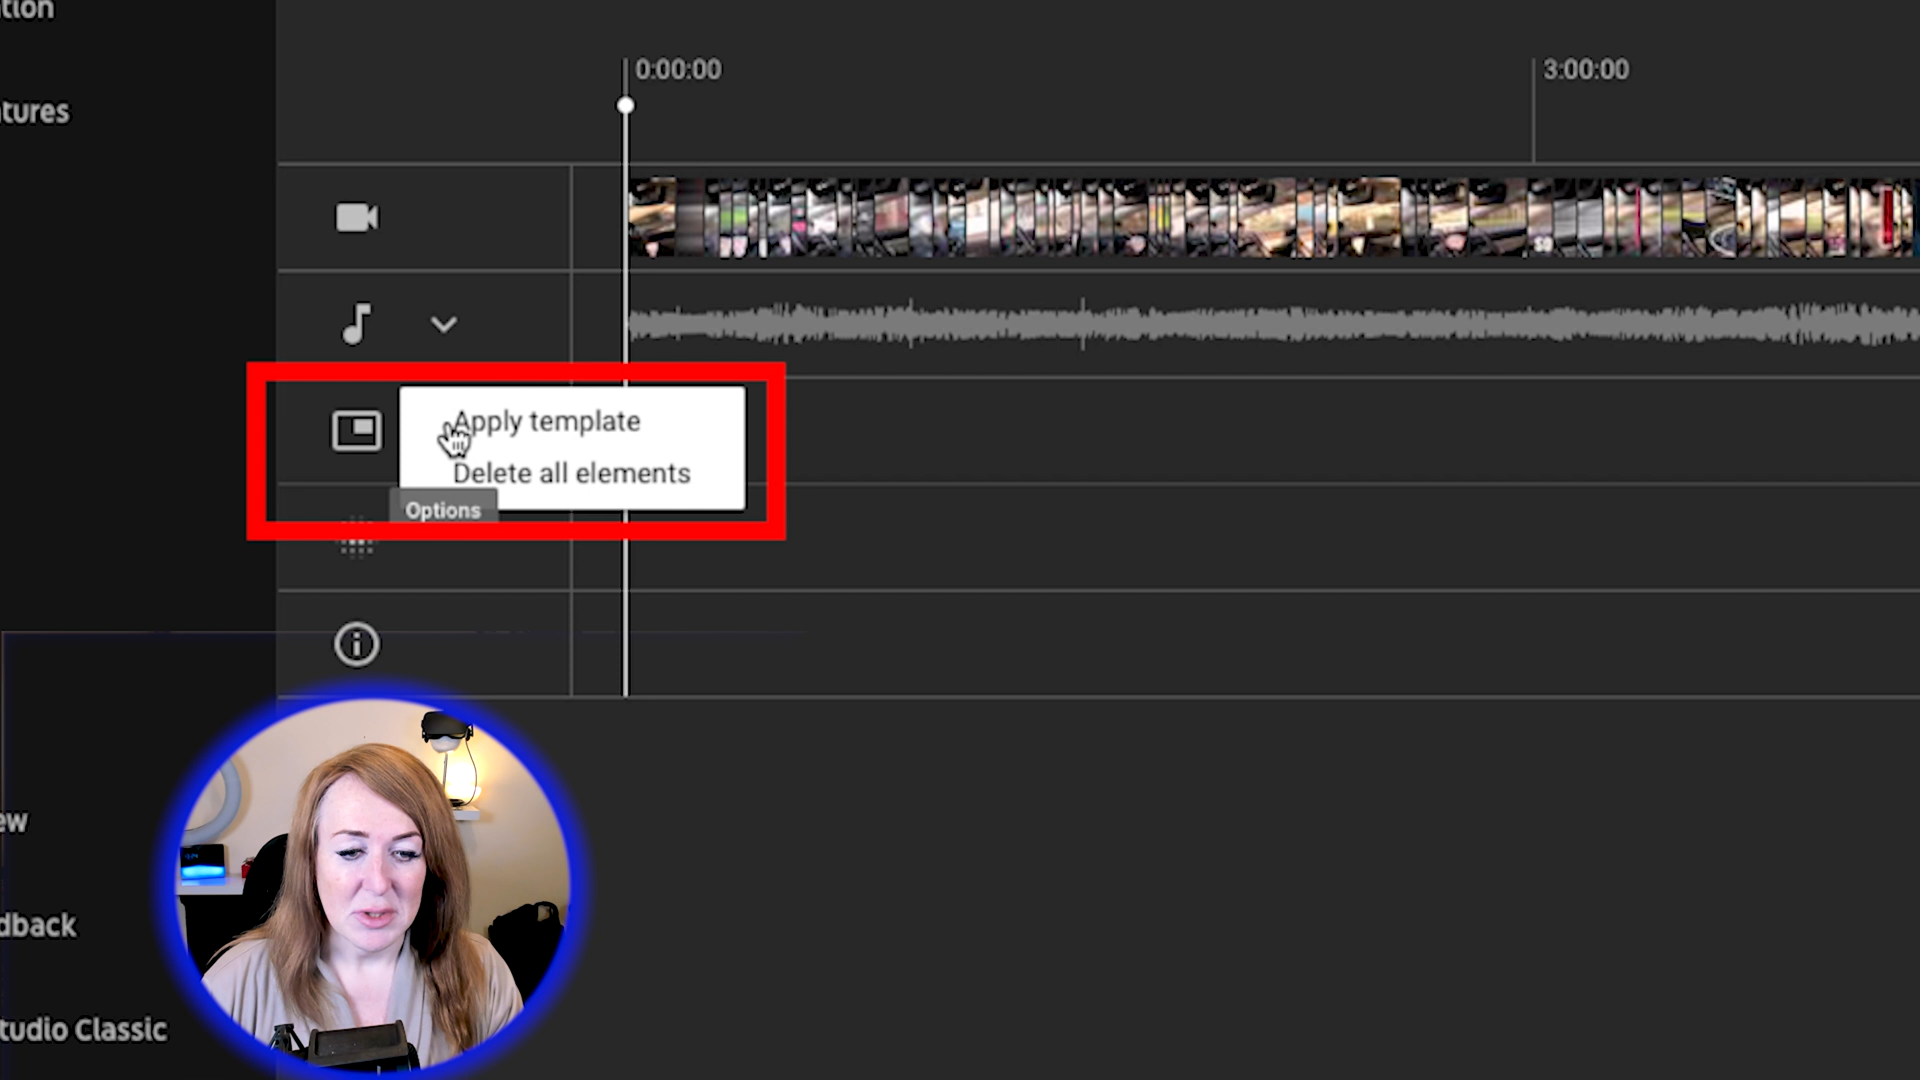 tion
tures
0:00:00
3:00:00
Apply template
Delete all elements
Options
ew
dback
tudio Classic